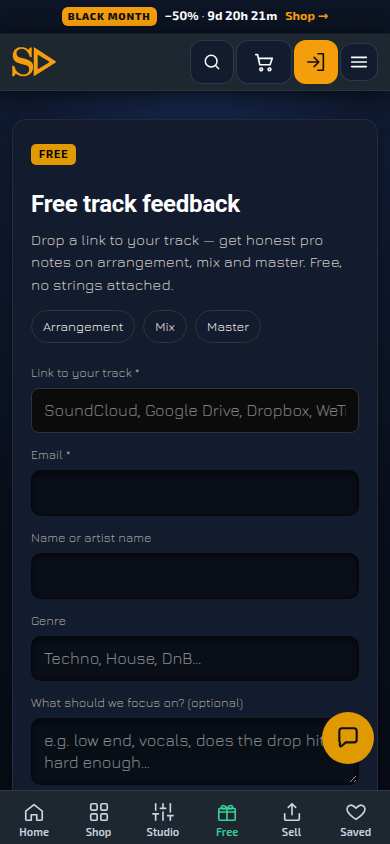 BLACK MONTH −50% · 9d 20h 21m Shop →
S
FREE
Free track feedback
Drop a link to your track — get honest pro
notes on arrangement, mix and master. Free,
no strings attached.
Arrangement Mix Master
Link to your track *
SoundCloud, Google Drive, Dropbox, WeT
Email *
Name or artist name
Genre
Techno, House, DnB...
What should we focus on? (optional)
e.g. low end, vocals, does the drop hit
hard enough...
Home Shop Studio Free Sell Saved